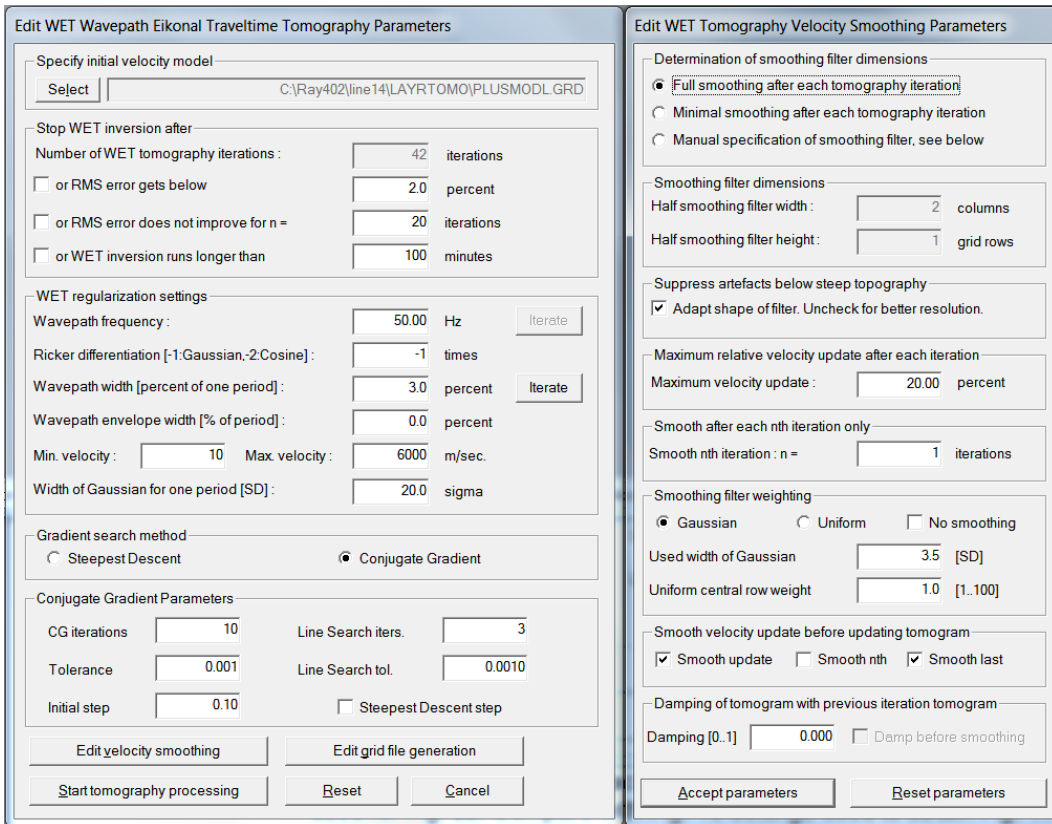 Edit WET Wavepath Eikonal Traveltime Tomography Parameters
Specify initial velocity model
Select C:\Ray402\line14\LAYRTOMO\PLUSMODL.GRD
Stop WET inversion after
Number of WET tomography iterations : 42 iterations
or RMS error gets below 2.0 percent
or RMS error does not improve for n = 20 iterations
or WET inversion runs longer than 100 minutes
WET regularization settings
Wavepath frequency : 50.00 Hz Iterate
Ricker differentiation [-1:Gaussian,-2:Cosine] : -1 times
Wavepath width [percent of one period] : 3.0 percent Iterate
Wavepath envelope width [% of period] : 0.0 percent
Min. velocity : 10 Max. velocity : 6000 m/sec.
Width of Gaussian for one period [SD] : 20.0 sigma
Gradient search method
Steepest Descent Conjugate Gradient
Conjugate Gradient Parameters
CG iterations 10 Line Search iters. 3
Tolerance 0.001 Line Search tol. 0.0010
Initial step 0.10 Steepest Descent step
Edit velocity smoothing Edit grid file generation
Start tomography processing Reset Cancel
Edit WET Tomography Velocity Smoothing Parameters
Determination of smoothing filter dimensions
Full smoothing after each tomography iteration
Minimal smoothing after each tomography iteration
Manual specification of smoothing filter, see below
Smoothing filter dimensions
Half smoothing filter width : 2 columns
Half smoothing filter height : 1 grid rows
Suppress artefacts below steep topography
Adapt shape of filter. Uncheck for better resolution.
Maximum relative velocity update after each iteration
Maximum velocity update : 20.00 percent
Smooth after each nth iteration only
Smooth nth iteration : n = 1 iterations
Smoothing filter weighting
Gaussian Uniform No smoothing
Used width of Gaussian 3.5 [SD]
Uniform central row weight 1.0 [1..100]
Smooth velocity update before updating tomogram
Smooth update Smooth nth Smooth last
Damping of tomogram with previous iteration tomogram
Damping [0..1] 0.000 Damp before smoothing
Accept parameters Reset parameters